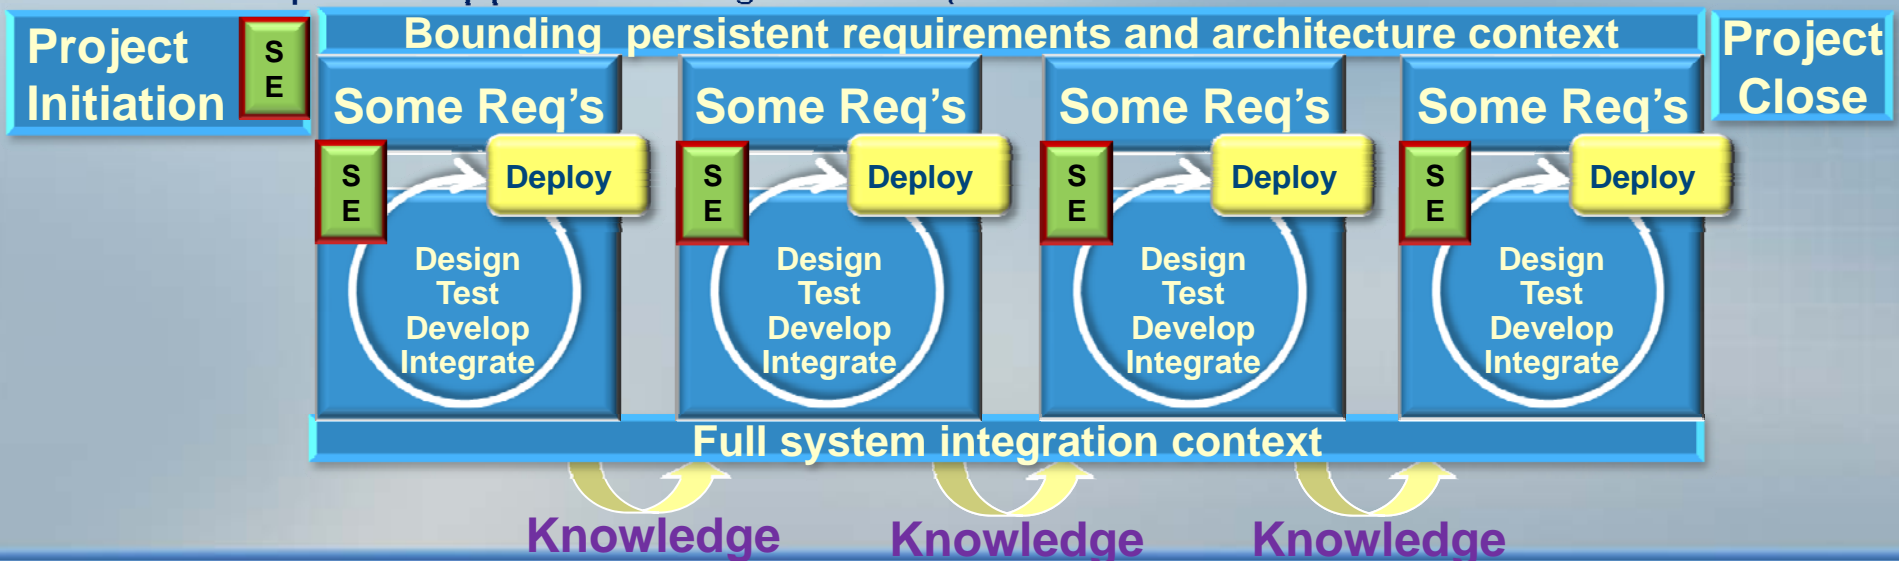 Project
Initiation
S
E
Bounding persistent requirements and architecture context
Project
Close
Some Req's
S
E
Deploy
Design
Test
Develop
Integrate
Some Req's
S
E
Deploy
Design
Test
Develop
Integrate
Some Req's
S
E
Deploy
Design
Test
Develop
Integrate
Some Req's
S
E
Deploy
Design
Test
Develop
Integrate
Full system integration context
Knowledge
Knowledge
Knowledge